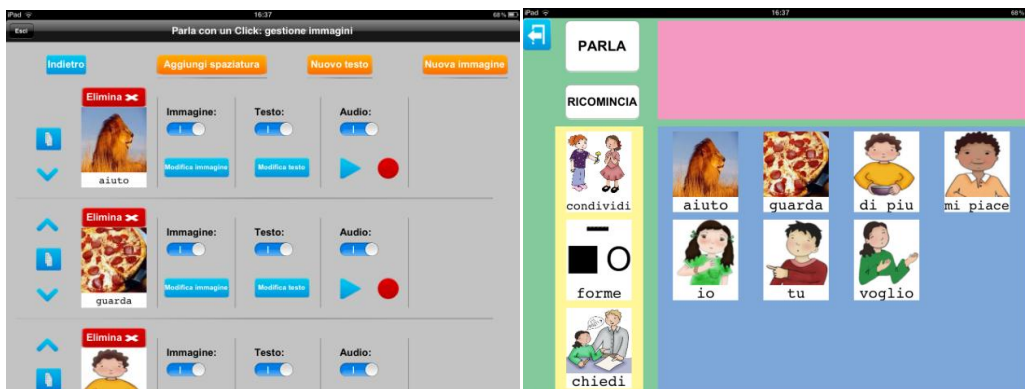 iPad 16:37 68%
Esci Parla con un Click: gestione immagini
Indietro Aggiungi spaziatura Nuovo testo Nuova immagine
Elimina
Immagine: Testo: Audio:
Modifica immagine Modifica testo
aiuto
Elimina
Immagine: Testo: Audio:
Modifica immagine Modifica testo
guarda
Elimina
Immagine: Testo: Audio:
iPad 16:37 68%
PARLA
RICOMINCIA
condividi aiuto guarda di piu mi piace
forme io tu voglio
chiedi